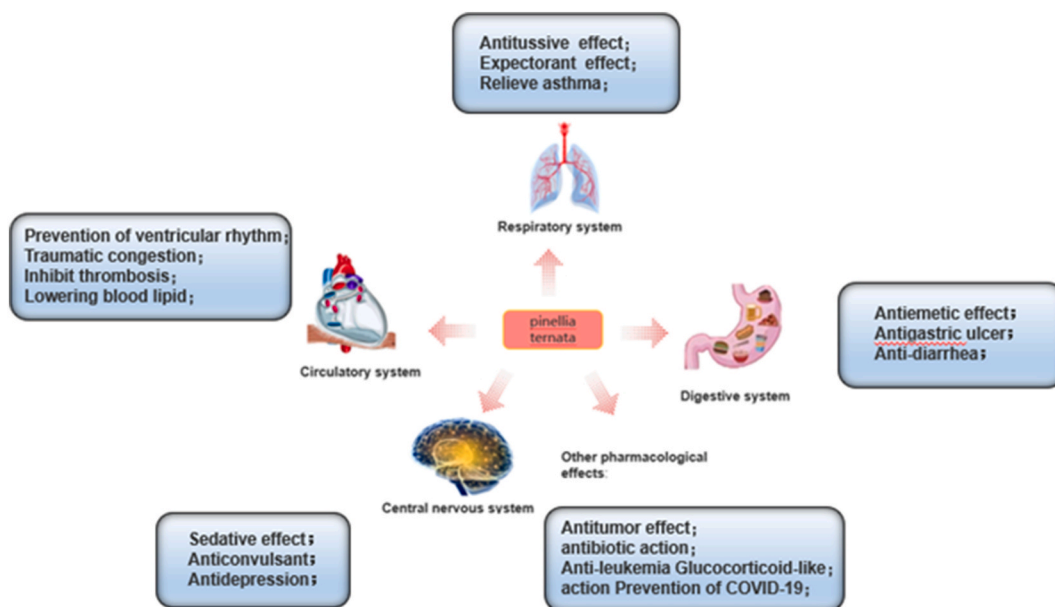 Antitussive effect;
Expectorant effect;
Relieve asthma;
Respiratory system
Prevention of ventricular rhythm;
Traumatic congestion;
Inhibit thrombosis;
Lowering blood lipid;
Circulatory system
pinellia
ternata
Antiemetic effect;
Antigastric ulcer;
Anti-diarrhea;
Digestive system
Central nervous system
Sedative effect;
Anticonvulsant;
Antidepression;
Other pharmacological
effects:
Antitumor effect;
antibiotic action;
Anti-leukemia Glucocorticoid-like;
action Prevention of COVID-19;